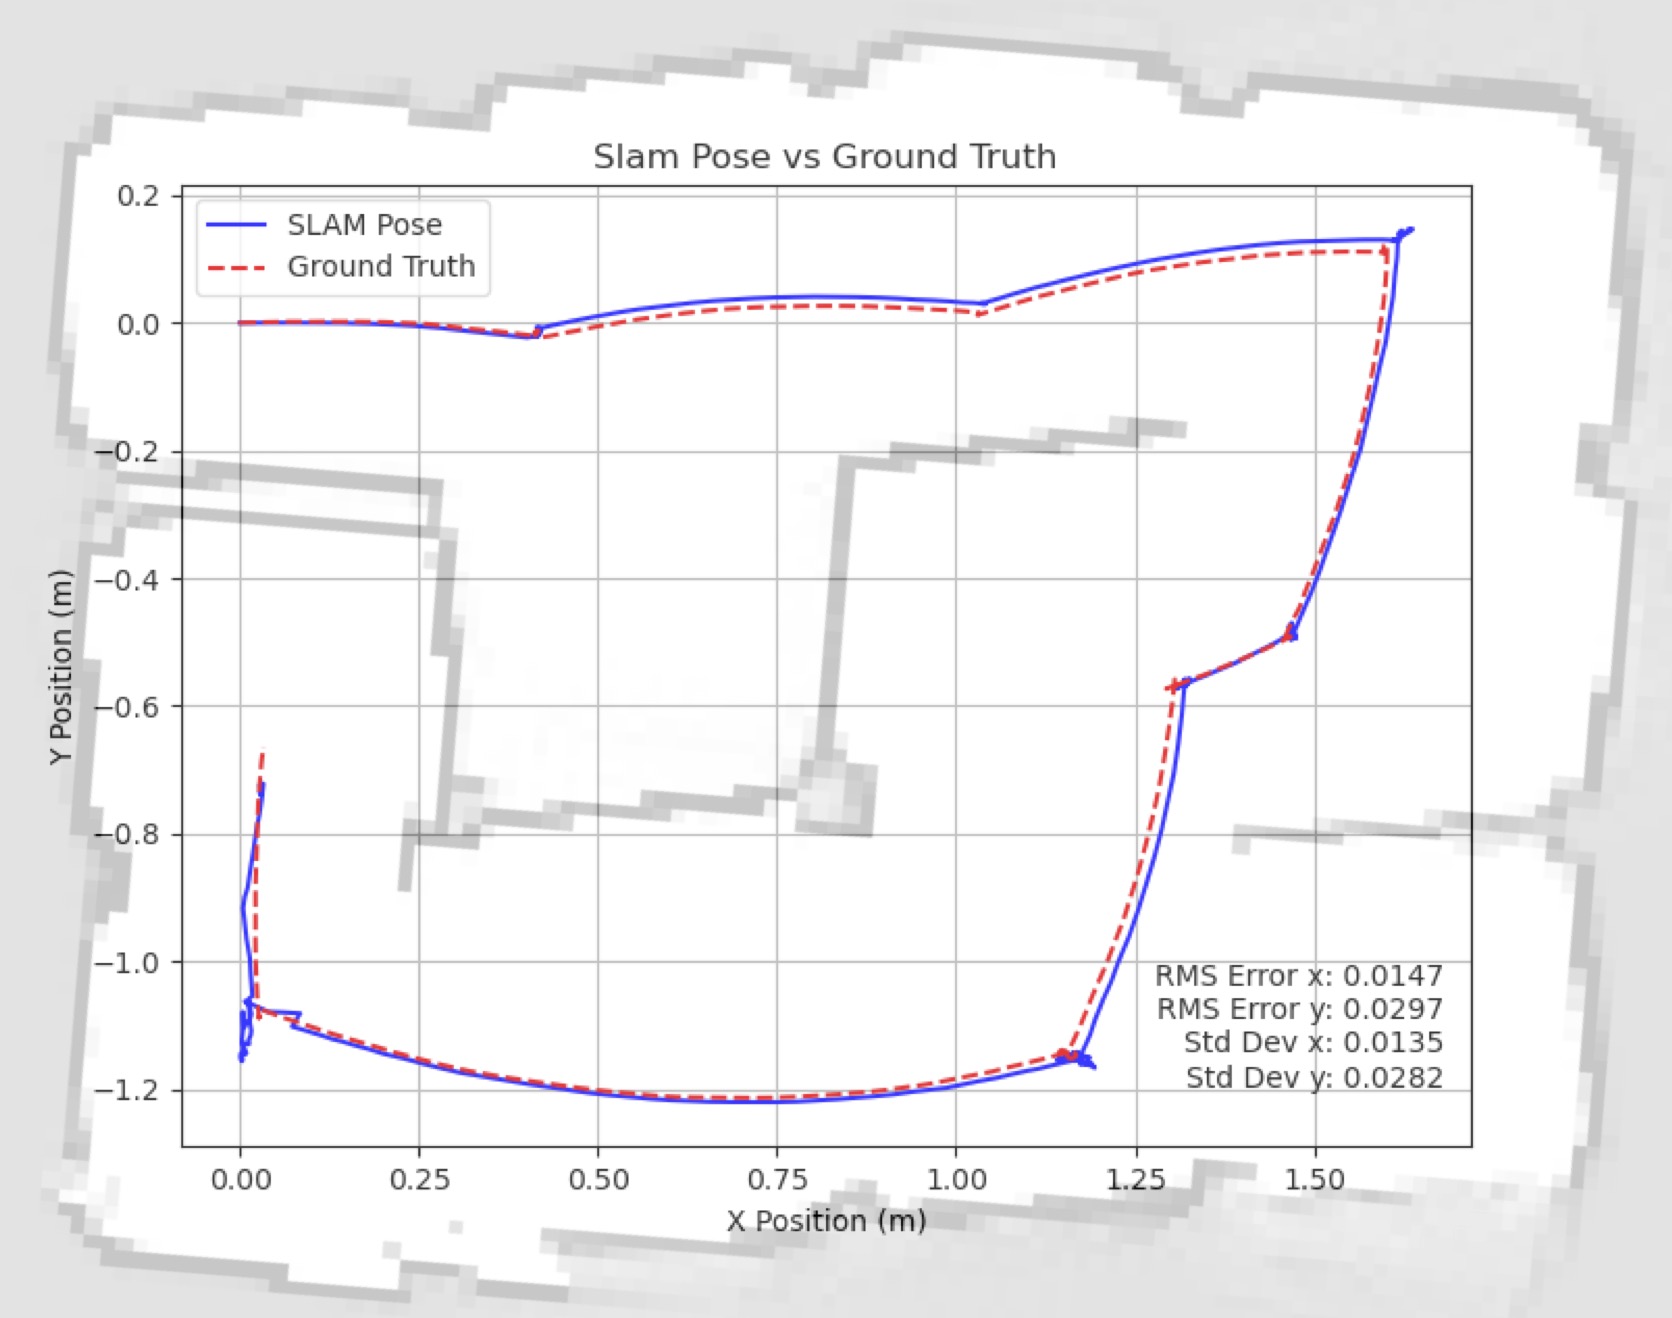 Slam Pose vs Ground Truth
SLAM Pose
Ground Truth
0.2
0.0
−0.2
−0.4
−0.6
−0.8
−1.0
−1.2
Y Position (m)
RMS Error x: 0.0147
RMS Error y: 0.0297
Std Dev x: 0.0135
Std Dev y: 0.0282
0.00 0.25 0.50 0.75 1.00 1.25 1.50
X Position (m)